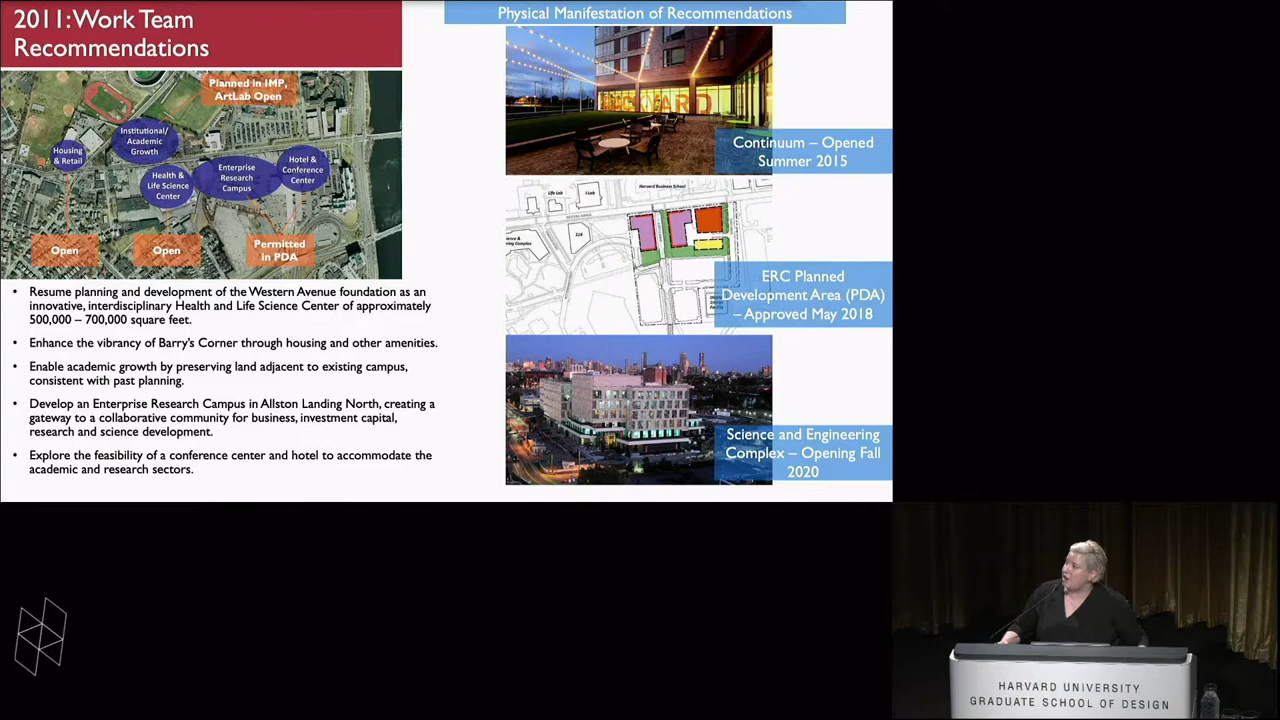 2011: Work Team
Recommendations
Planned in IMP,
ArtLab Open
Institutional/
Academic
Growth
Housing
& Retail
Health &
Life Science
Center
Enterprise
Research
Campus
Hotel &
Conference
Center
Open
Open
Permitted
in PDA
• Resume planning and development of the Western Avenue foundation as an
innovative, interdisciplinary Health and Life Science Center of approximately
500,000 – 700,000 square feet.
• Enhance the vibrancy of Barry's Corner through housing and other amenities.
• Enable academic growth by preserving land adjacent to existing campus,
consistent with past planning.
• Develop an Enterprise Research Campus in Allston Landing North, creating a
gateway to a collaborative community for business, investment capital,
research and science development.
• Explore the feasibility of a conference center and hotel to accommodate the
academic and research sectors.
Physical Manifestation of Recommendations
Continuum – Opened
Summer 2015
Harvard Business School
Life Lab
i-Lab
ERC Planned
Development Area (PDA)
– Approved May 2018
Science and Engineering
Complex – Opening Fall
2020
HARVARD UNIVERSITY
GRADUATE SCHOOL OF DESIGN